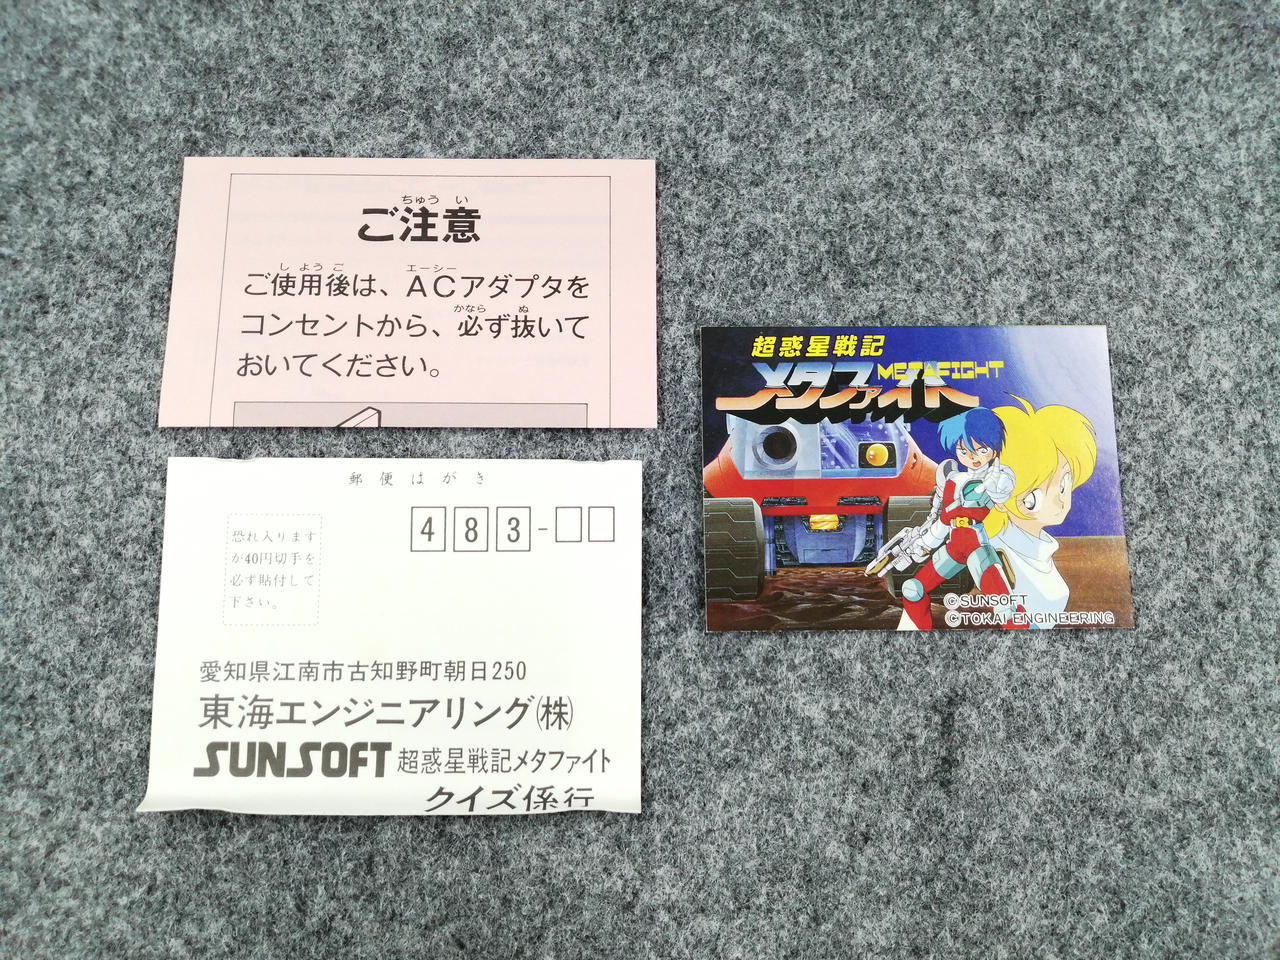 ちゅう い
ご注意
し よう ご エーシー
ご使用後は、ACアダプタを
かなら ぬ
コンセントから、必ず抜いて
おいてください。
郵便はがき
483-
恐れ入ります
が40円切手を
必ず貼付して
下さい。
愛知県江南市古知野町朝日250
東海エンジニアリング㈱
SUNSOFT 超惑星戦記メタファイト
クイズ係行
超惑星戦記
メタファイト METAFIGHT
©SUNSOFT
©TOKAI ENGINEERING